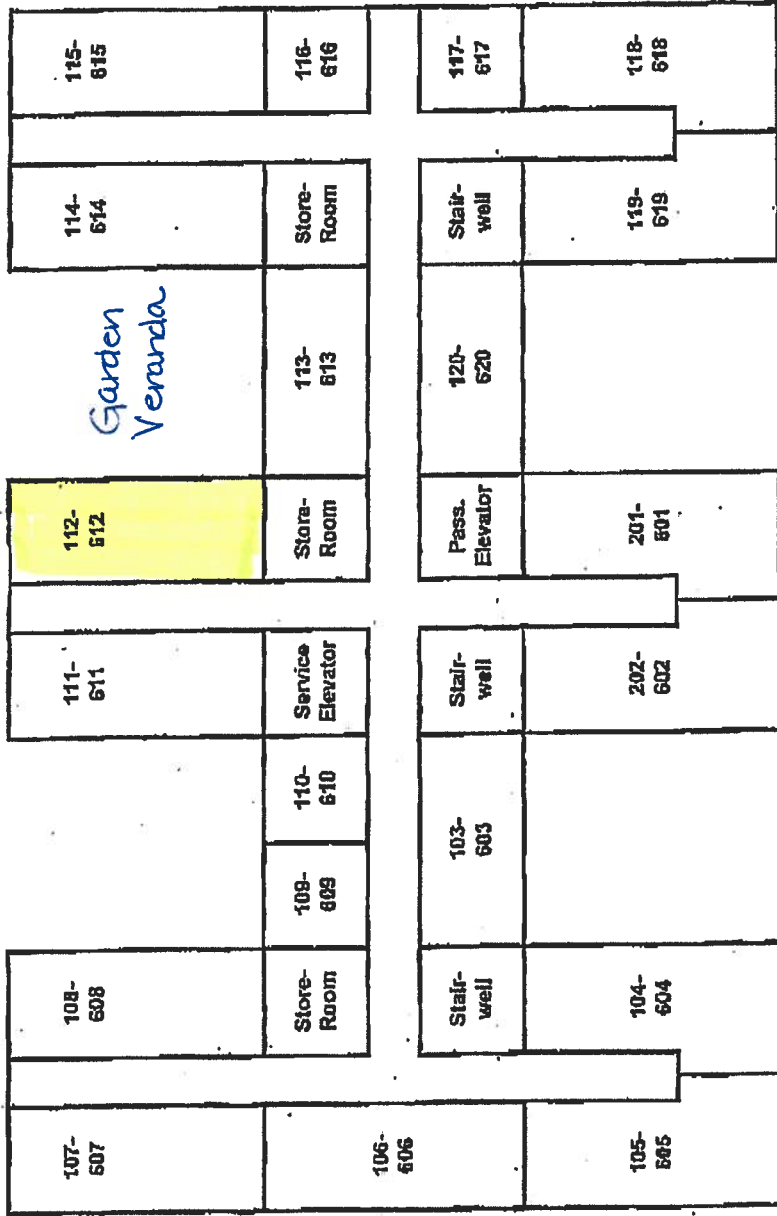 107-
607
108-
608
111-
611
112-
612
Garden
Veranda
114-
614
115-
615
106-
606
Store-
Room
109-
609
110-
610
Service
Elevator
Store-
Room
113-
613
Store-
Room
116-
616
Stair-
well
103-
603
Stair-
well
Pass.
Elevator
120-
620
Stair-
well
117-
617
105-
605
104-
604
202-
602
201-
601
119-
619
118-
618